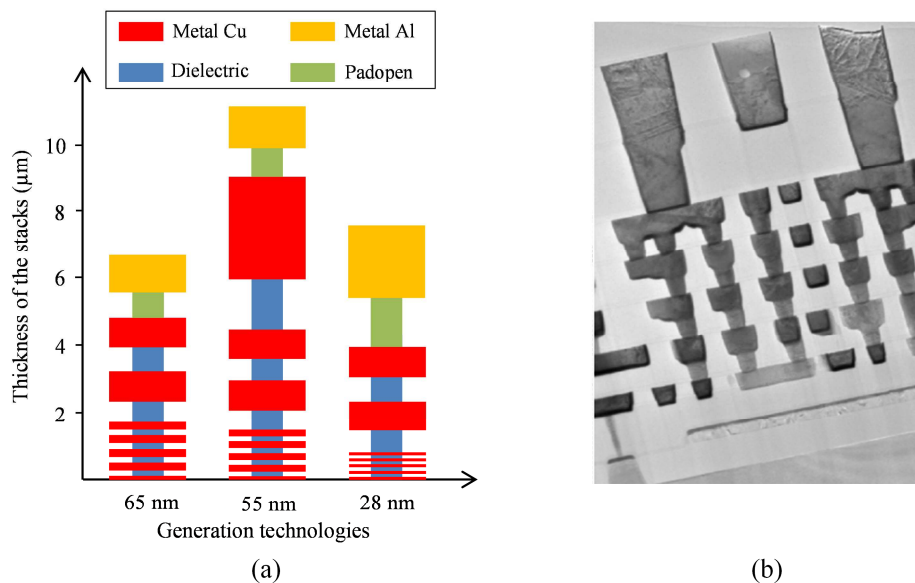 Metal Cu
Metal Al
Dielectric
Padopen
Thickness of the stacks (µm)
10
8
6
4
2
65 nm
55 nm
28 nm
Generation technologies
(a)
(b)